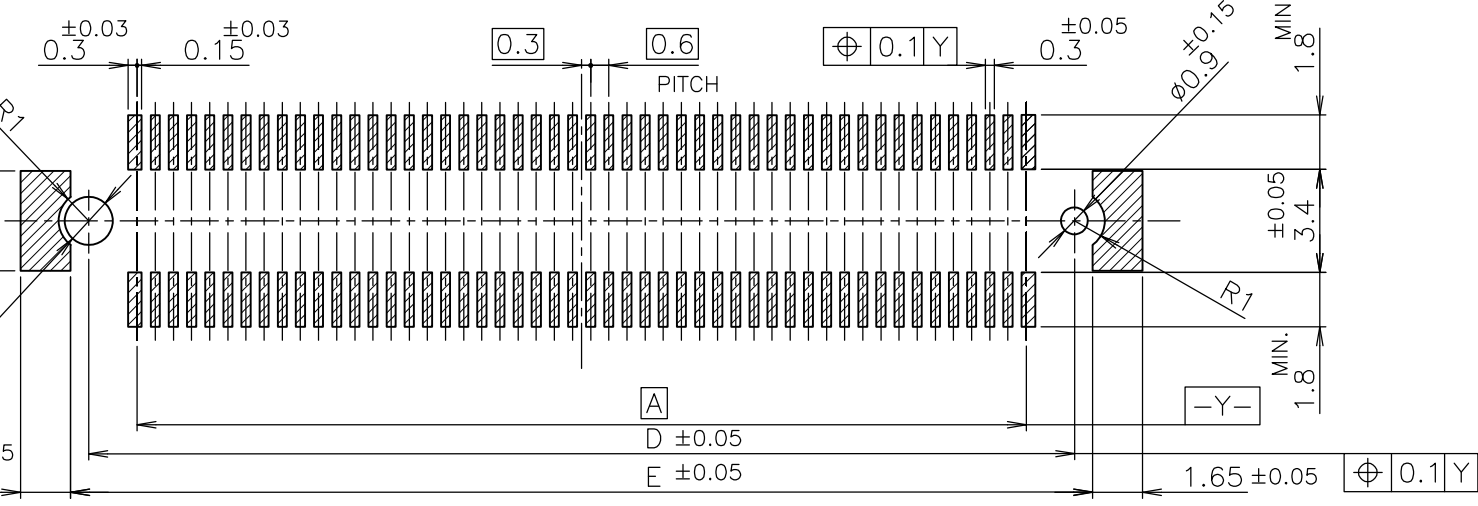 ±0.03
0.3
±0.03
0.15
0.3
0.6
PITCH
⌖ 0.1 Y
±0.05
0.3
±0.15
ø0.9
MIN
1.8
R1
±0.05
3.4
R1
MIN.
1.8
A
-Y-
D ±0.05
5
E ±0.05
1.65 ±0.05
⌖ 0.1 Y